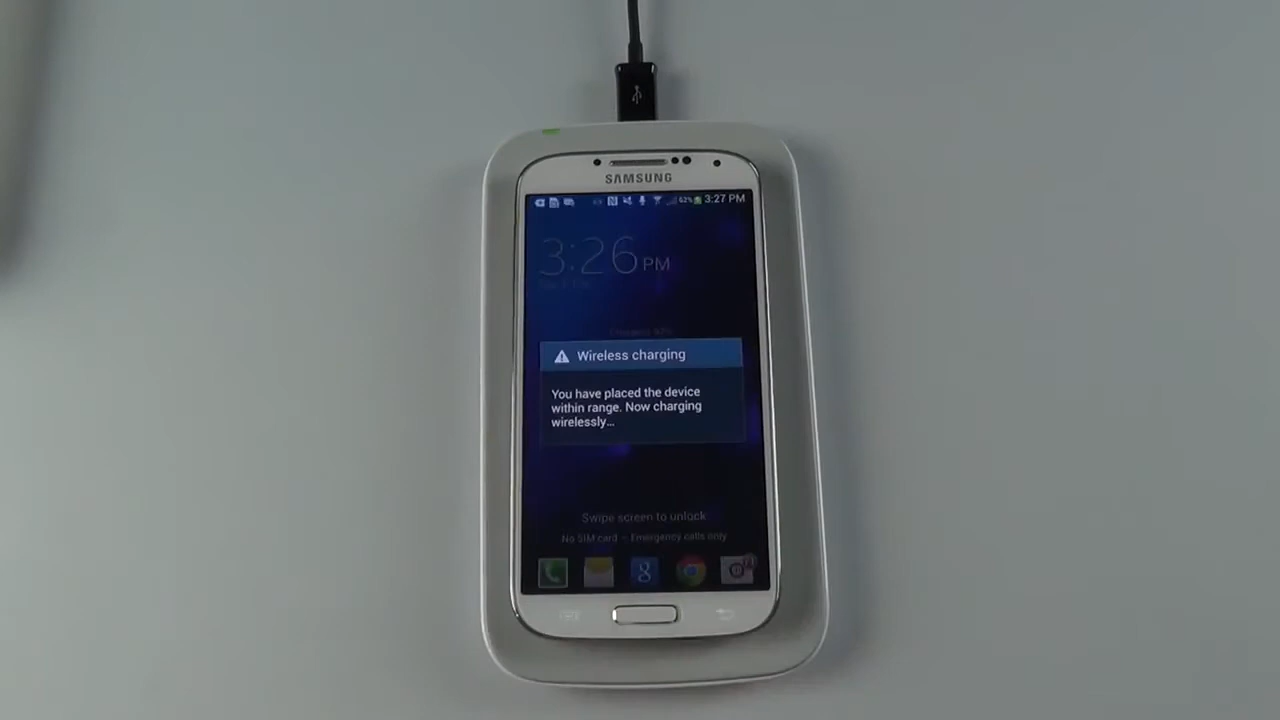 SAMSUNG
62% 3:27 PM
3:26 PM
Wireless charging
You have placed the device
within range. Now charging
wirelessly...
Swipe screen to unlock
No SIM card — Emergency calls only